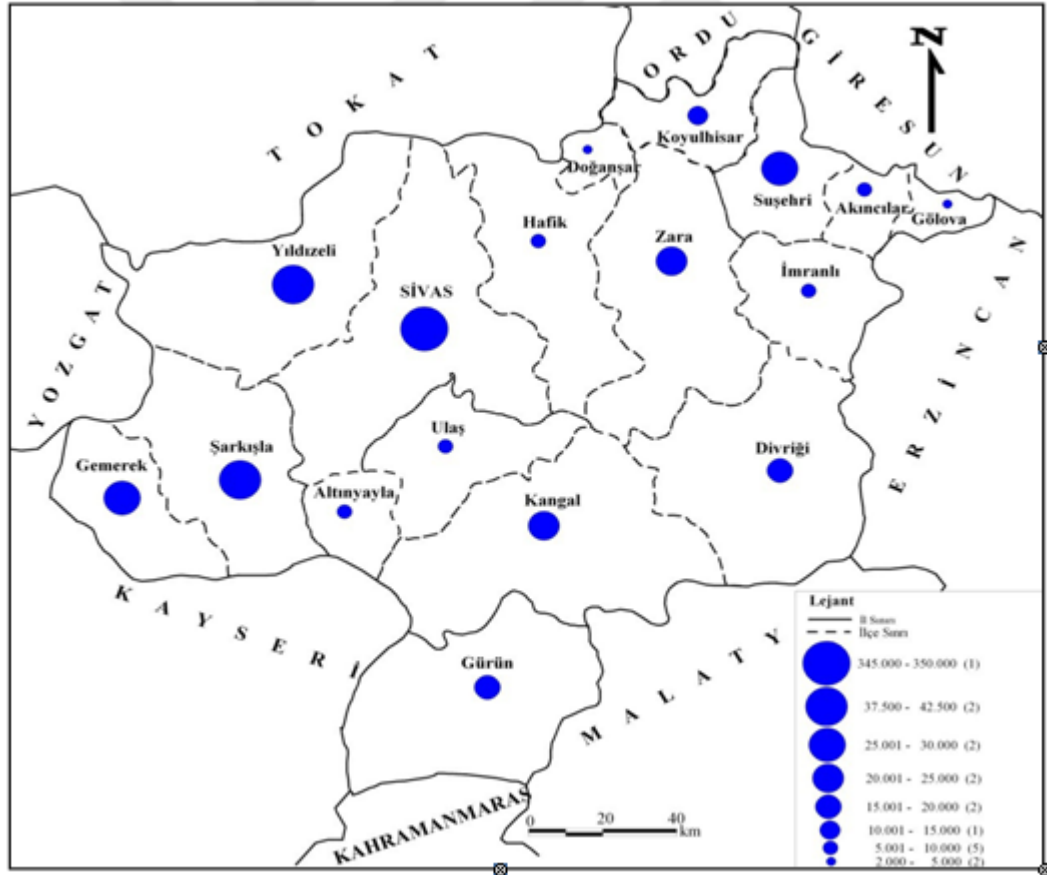 TOKAT
ORDU
GİRESUN
N
Koyulhisar
Doğanşar
Suşehri
Akıncılar
Gölova
Hafik
Zara
Yıldızeli
İmranlı
SİVAS
YOZGAT
ERZİNCAN
Ulaş
Şarkışla
Divriği
Gemerek
Altınyayla
Kangal
KAYSERİ
Gürün
MALATY
KAHRAMANMARAŞ
0 20 40
km
Lejant
İl Sınırı
İlçe Sınrı
345.000 - 350.000 (1)
37.500 - 42.500 (2)
25.001 - 30.000 (2)
20.001 - 25.000 (2)
15.001 - 20.000 (2)
10.001 - 15.000 (1)
5.001 - 10.000 (5)
2.000 - 5.000 (2)